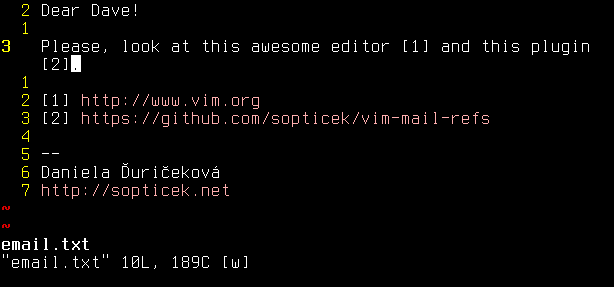 2 Dear Dave!
1
3 Please, look at this awesome editor [1] and this plugin
[2].
1
2 [1] http://www.vim.org
3 [2] https://github.com/sopticek/vim-mail-refs
4
5 --
6 Daniela Ďuričeková
7 http://sopticek.net
~
~
email.txt
"email.txt" 10L, 189C [w]